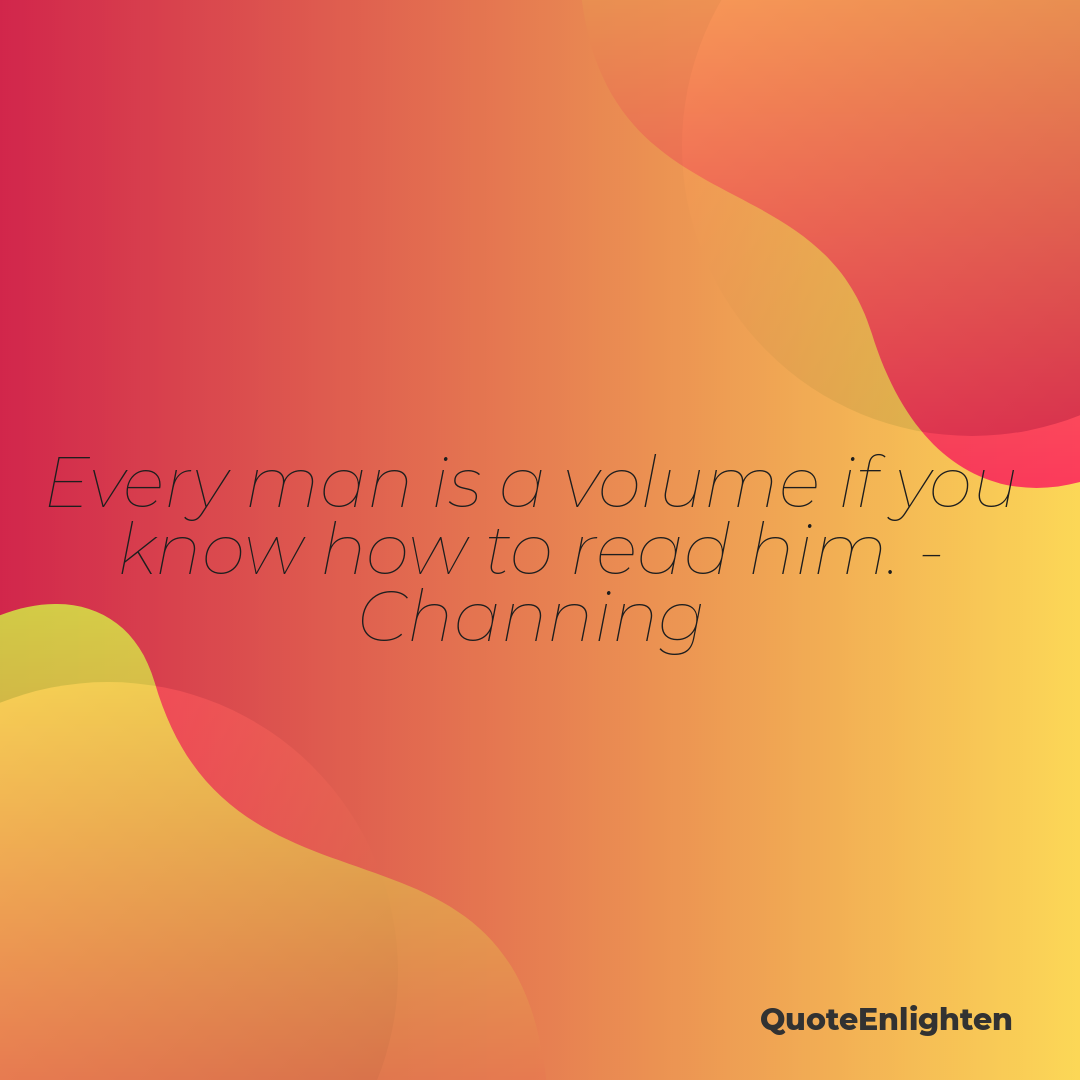 Every man is a volume if you
know how to read him. -
Channing
QuoteEnlighten